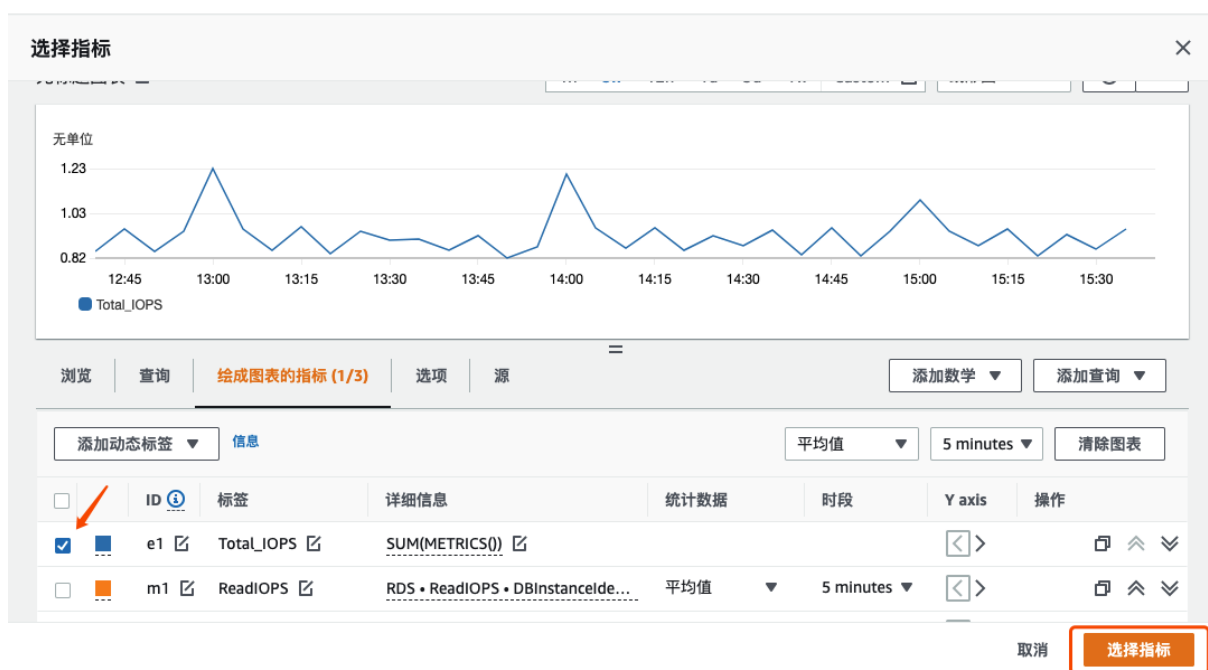 选择指标
无单位
1.23
1.03
0.82
12:45 13:00 13:15 13:30 13:45 14:00 14:15 14:30 14:45 15:00 15:15 15:30
Total_IOPS
浏览 查询 绘成图表的指标 (1/3) 选项 源 添加数学 添加查询
添加动态标签 信息 平均值 5 minutes 清除图表
ID 标签 详细信息 统计数据 时段 Y axis 操作
e1 Total_IOPS SUM(METRICS())
m1 ReadIOPS RDS • ReadIOPS • DBInstanceIde... 平均值 5 minutes
取消 选择指标